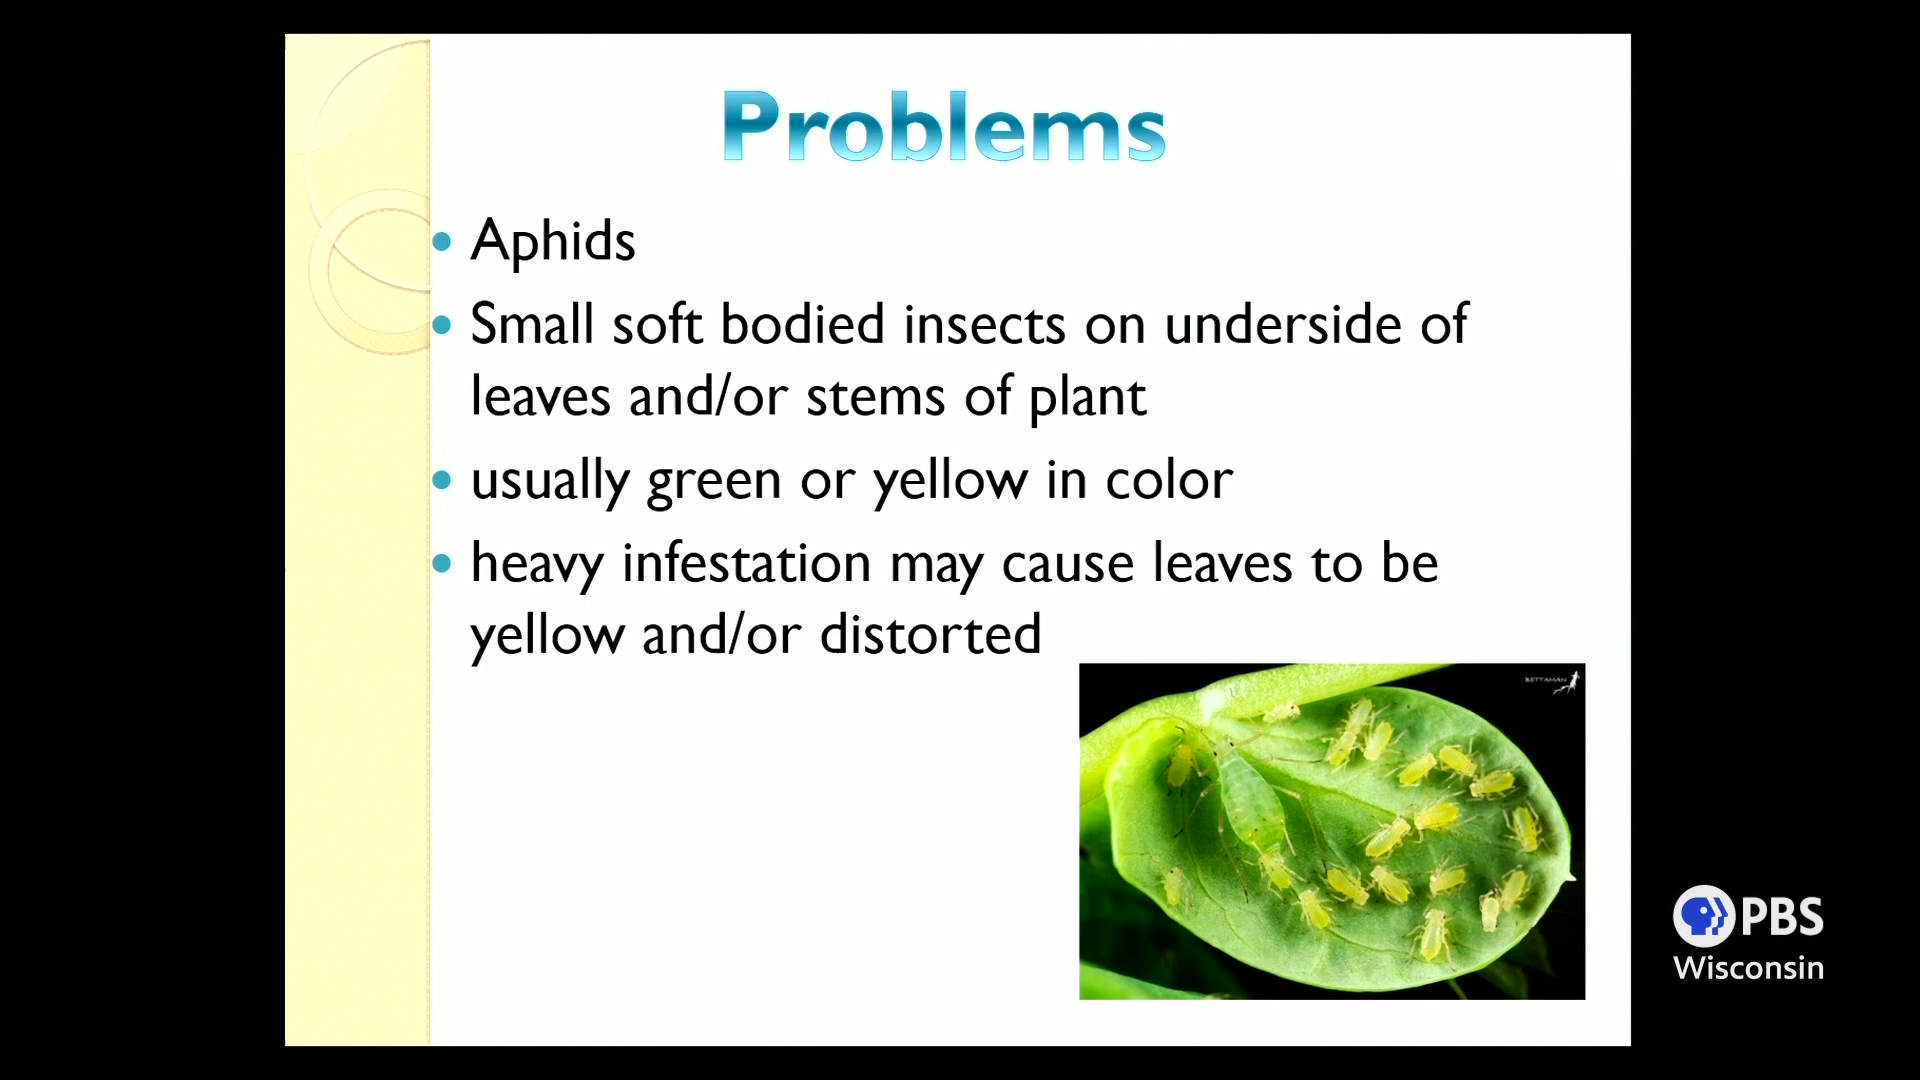 Problems
• Aphids
• Small soft bodied insects on underside of
leaves and/or stems of plant
• usually green or yellow in color
• heavy infestation may cause leaves to be
yellow and/or distorted
BETTAMAN
PBS
Wisconsin